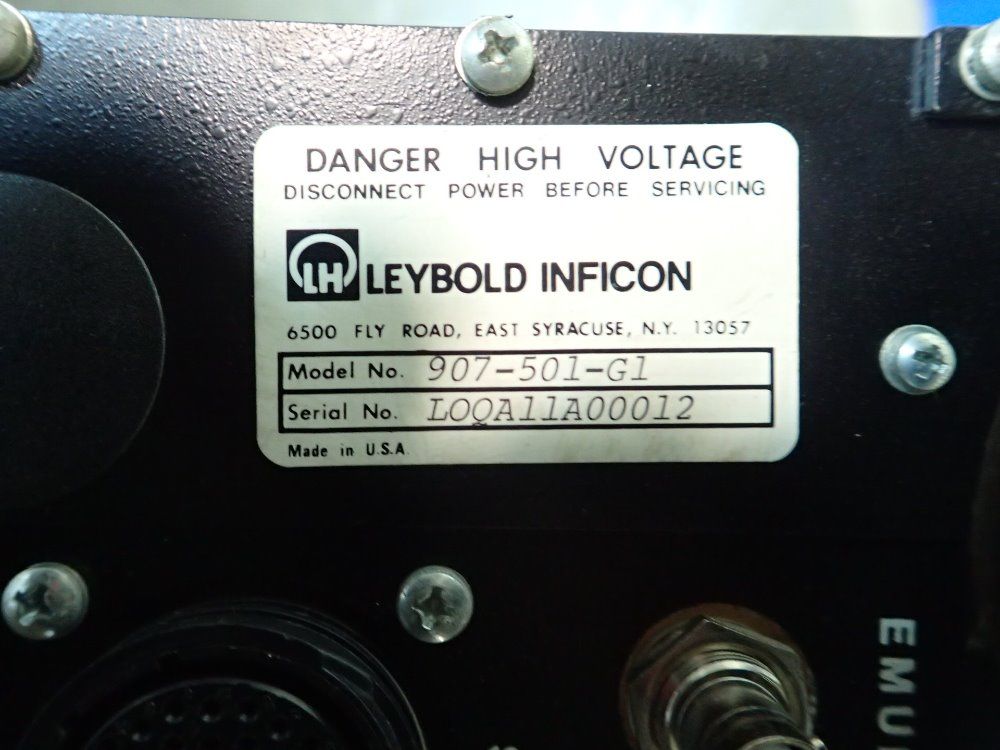 DANGER HIGH VOLTAGE
DISCONNECT POWER BEFORE SERVICING
LH LEYBOLD INFICON
6500 FLY ROAD, EAST SYRACUSE, N.Y. 13057
Model No. 907-501-G1
Serial No. LOQA11A00012
Made in U.S.A.
EMU